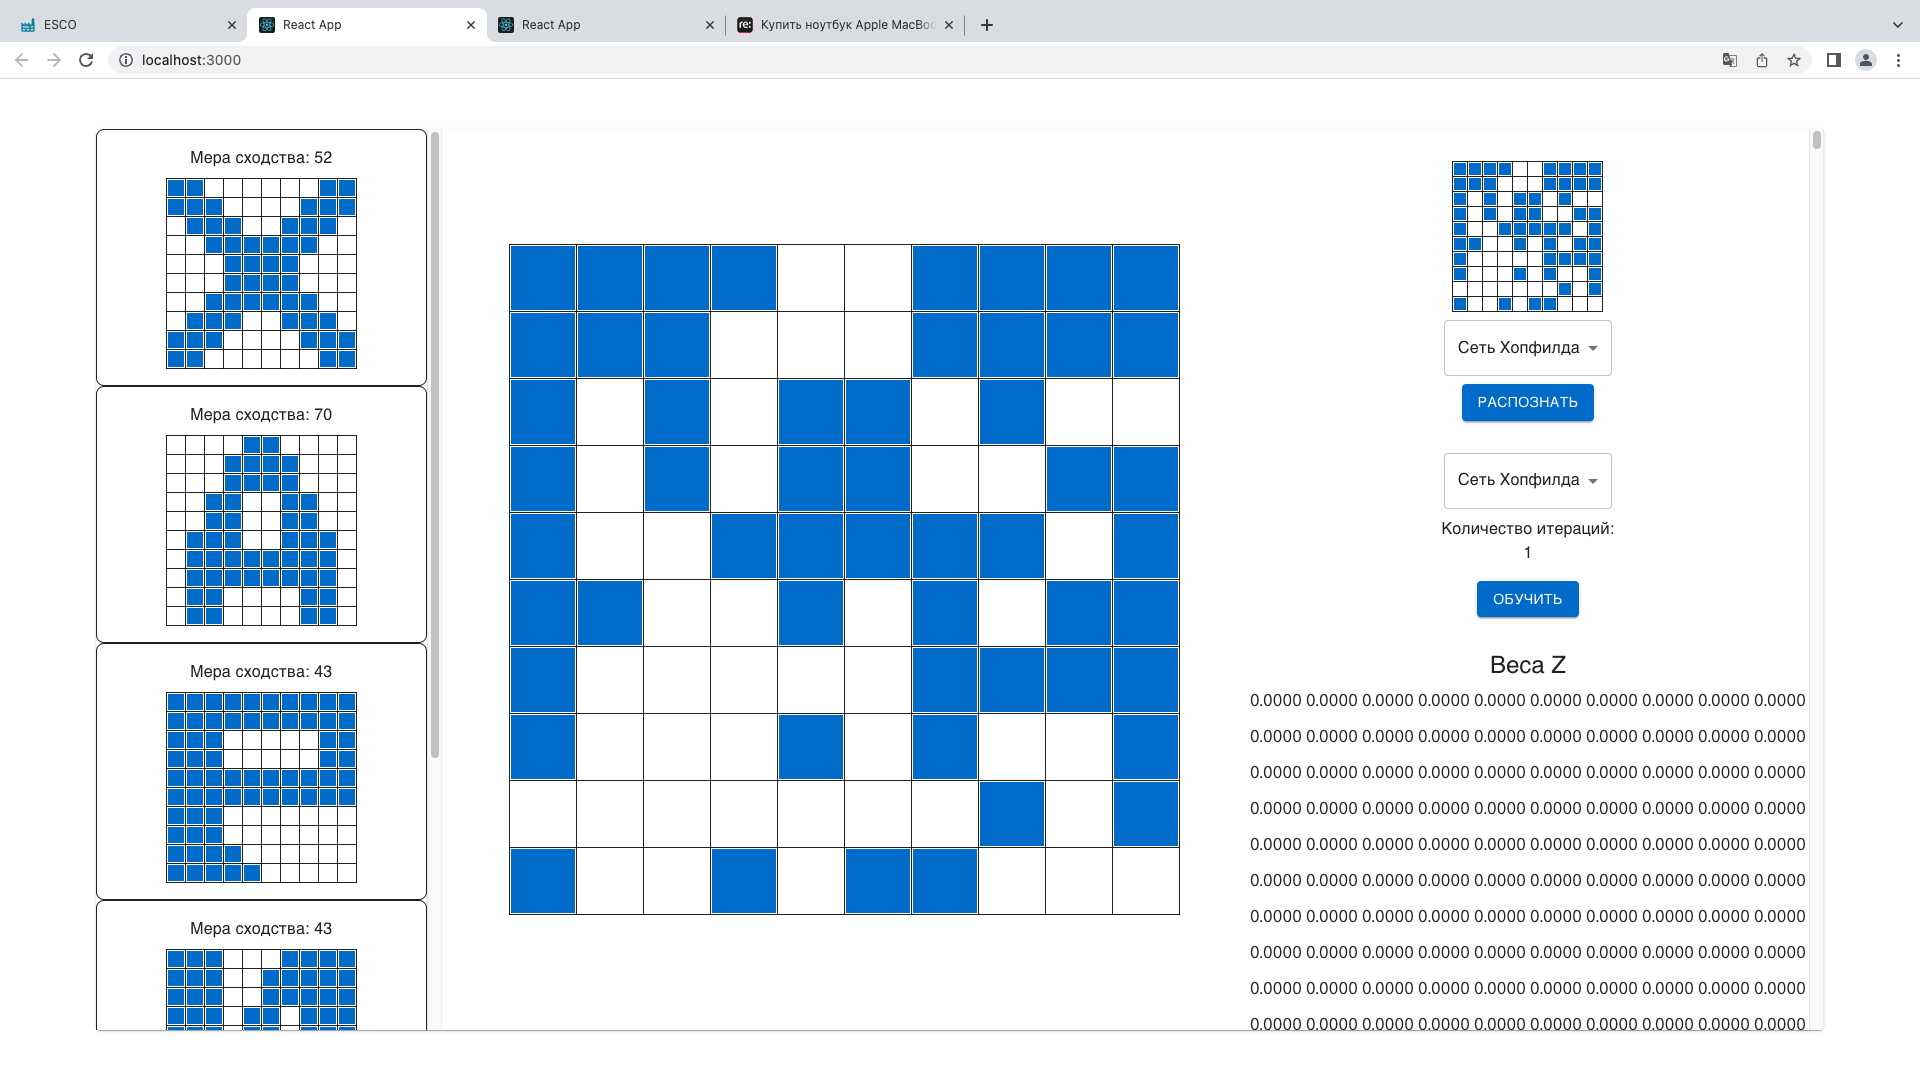 ESCO
React App
React App
Купить ноутбук Apple MacBoo
localhost:3000
Мера сходства: 52
Мера сходства: 70
Мера сходства: 43
Мера сходства: 43
Сеть Хопфилда
РАСПОЗНАТЬ
Сеть Хопфилда
Количество итераций:
1
ОБУЧИТЬ
Веса Z
0.0000 0.0000 0.0000 0.0000 0.0000 0.0000 0.0000 0.0000 0.0000 0.0000
0.0000 0.0000 0.0000 0.0000 0.0000 0.0000 0.0000 0.0000 0.0000 0.0000
0.0000 0.0000 0.0000 0.0000 0.0000 0.0000 0.0000 0.0000 0.0000 0.0000
0.0000 0.0000 0.0000 0.0000 0.0000 0.0000 0.0000 0.0000 0.0000 0.0000
0.0000 0.0000 0.0000 0.0000 0.0000 0.0000 0.0000 0.0000 0.0000 0.0000
0.0000 0.0000 0.0000 0.0000 0.0000 0.0000 0.0000 0.0000 0.0000 0.0000
0.0000 0.0000 0.0000 0.0000 0.0000 0.0000 0.0000 0.0000 0.0000 0.0000
0.0000 0.0000 0.0000 0.0000 0.0000 0.0000 0.0000 0.0000 0.0000 0.0000
0.0000 0.0000 0.0000 0.0000 0.0000 0.0000 0.0000 0.0000 0.0000 0.0000
0.0000 0.0000 0.0000 0.0000 0.0000 0.0000 0.0000 0.0000 0.0000 0.0000